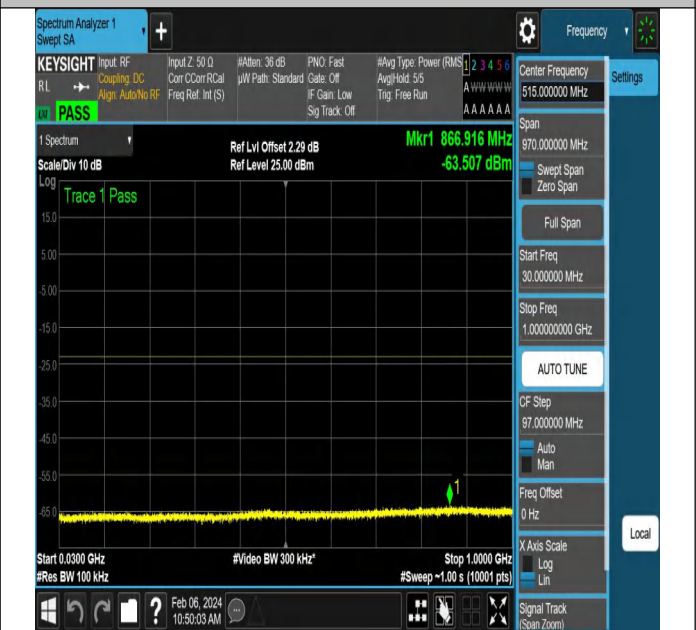 Spectrum Analyzer 1
Swept SA
+
Frequency
KEYSIGHT
RL
PASS
Input: RF
Coupling: DC
Align: Auto/No RF
Input Z: 50 Ω
Corr CCorr RCal
Freq Ref: Int (S)
#Atten: 36 dB
µW Path: Standard
PNO: Fast
Gate: Off
IF Gain: Low
Sig Track: Off
#Avg Type: Power (RMS
Avg|Hold: 5/5
Trig: Free Run
1 2 3 4 5 6
A W W W W W
A A A A A A
1 Spectrum
Scale/Div 10 dB
Ref Lvl Offset 2.29 dB
Ref Level 25.00 dBm
Mkr1 866.916 MHz
-63.507 dBm
Log
Trace 1 Pass
15.0
5.00
-5.00
-15.0
-25.0
-35.0
-45.0
-55.0
-65.0
1
Start 0.0300 GHz
#Res BW 100 kHz
#Video BW 300 kHz*
Stop 1.0000 GHz
#Sweep ~1.00 s (10001 pts)
Center Frequency
515.000000 MHz
Settings
Span
970.000000 MHz
Swept Span
Zero Span
Full Span
Start Freq
30.000000 MHz
Stop Freq
1.000000000 GHz
AUTO TUNE
CF Step
97.000000 MHz
Auto
Man
Freq Offset
0 Hz
Local
X Axis Scale
Log
Lin
Signal Track
(Span Zoom)
?
Feb 06, 2024
10:50:03 AM